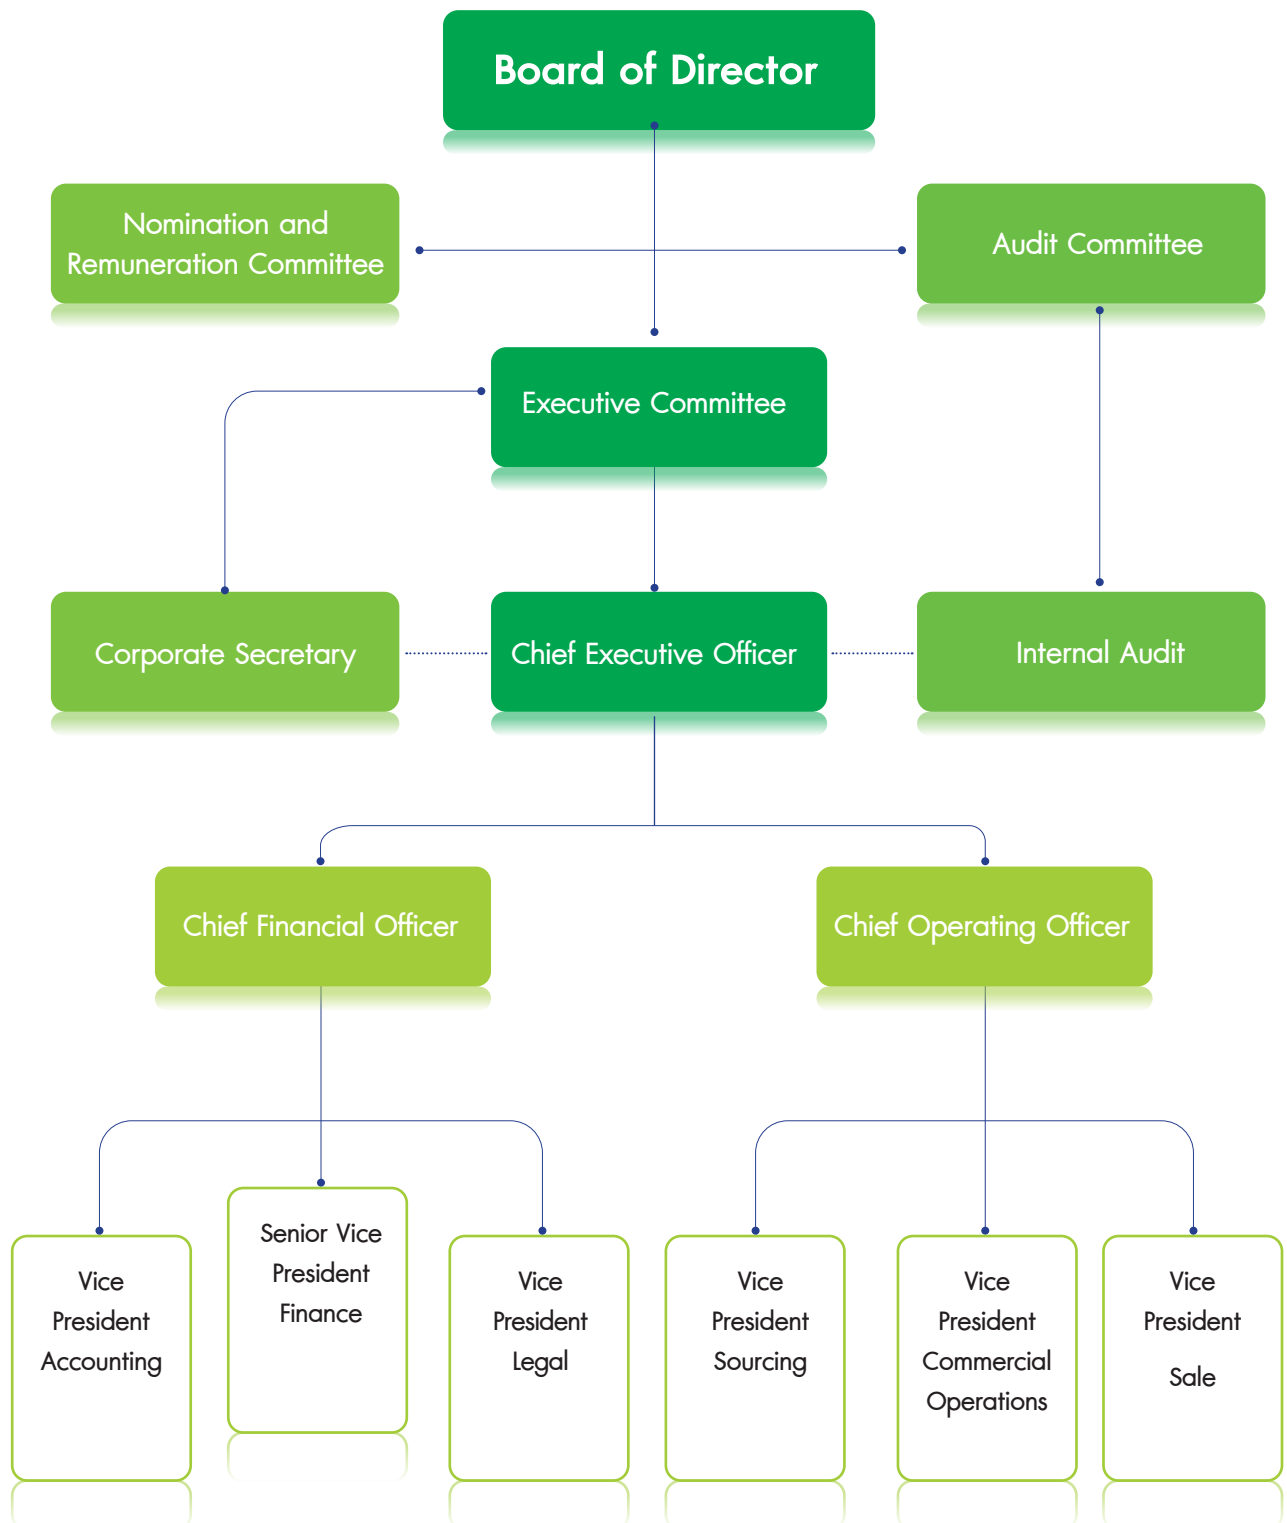 Board of Director
Nomination and
Remuneration Committee
Audit Committee
Executive Committee
Corporate Secretary
Chief Executive Officer
Internal Audit
Chief Financial Officer
Chief Operating Officer
Vice
President
Accounting
Senior Vice
President
Finance
Vice
President
Legal
Vice
President
Sourcing
Vice
President
Commercial
Operations
Vice
President
Sale